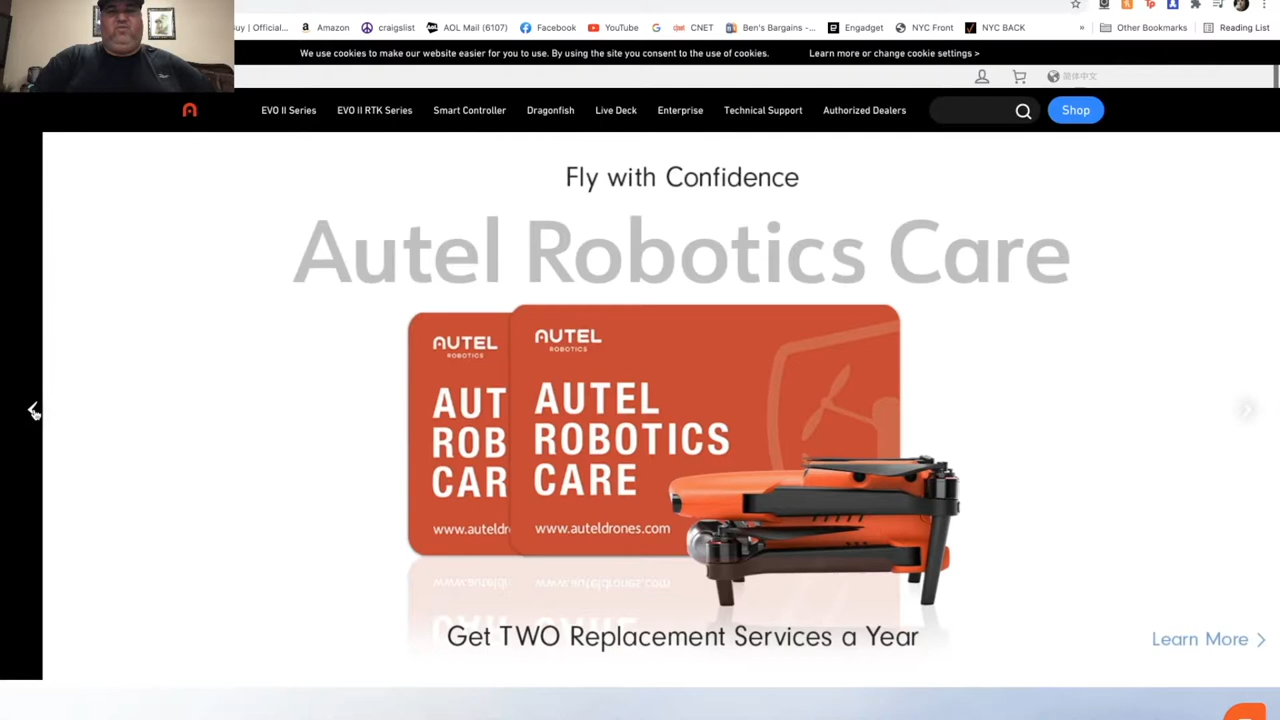 uy | Official...
Amazon
craigslist
AOL Mail (6107)
Facebook
YouTube
CNET
Ben's Bargains -...
Engadget
NYC Front
NYC BACK
»
Other Bookmarks
Reading List
We use cookies to make our website easier for you to use. By using the site you consent to the use of cookies.
Learn more or change cookie settings >
简体中文
EVO II Series
EVO II RTK Series
Smart Controller
Dragonfish
Live Deck
Enterprise
Technical Support
Authorized Dealers
Shop
Fly with Confidence
Autel Robotics Care
AUTEL
ROBOTICS
AUT
ROB
CAR
www.auteldr
AUTEL
ROBOTICS
AUTEL
ROBOTICS
CARE
www.auteldrones.com
Get TWO Replacement Services a Year
Learn More >